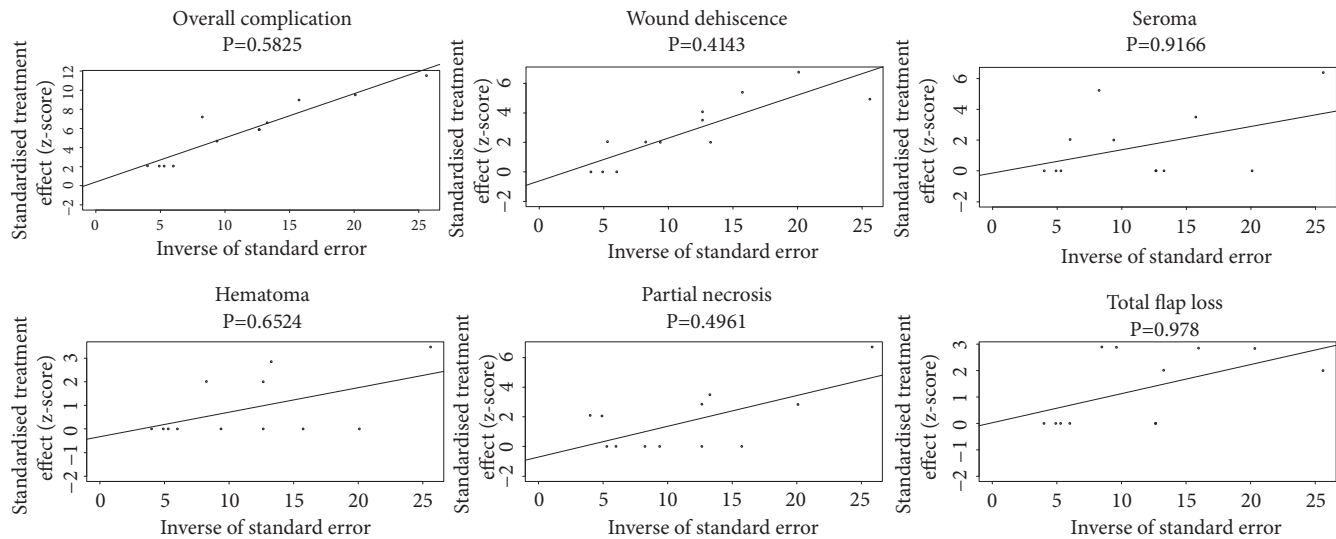 Overall complication
P=0.5825
Standardised treatment
effect (z-score)
−2 0 2 4 6 8 10 12
0 5 10 15 20 25
Inverse of standard error
Wound dehiscence
P=0.4143
Standardised treatment
effect (z-score)
−2 0 2 4 6
0 5 10 15 20 25
Inverse of standard error
Seroma
P=0.9166
Standardised treatment
effect (z-score)
−2 0 2 4 6
0 5 10 15 20 25
Inverse of standard error
Hematoma
P=0.6524
Standardised treatment
effect (z-score)
−2 −1 0 1 2 3
0 5 10 15 20 25
Inverse of standard error
Partial necrosis
P=0.4961
Standardised treatment
effect (z-score)
−2 0 2 4 6
0 5 10 15 20 25
Inverse of standard error
Total flap loss
P=0.978
Standardised treatment
effect (z-score)
−2 −1 0 1 2 3
0 5 10 15 20 25
Inverse of standard error